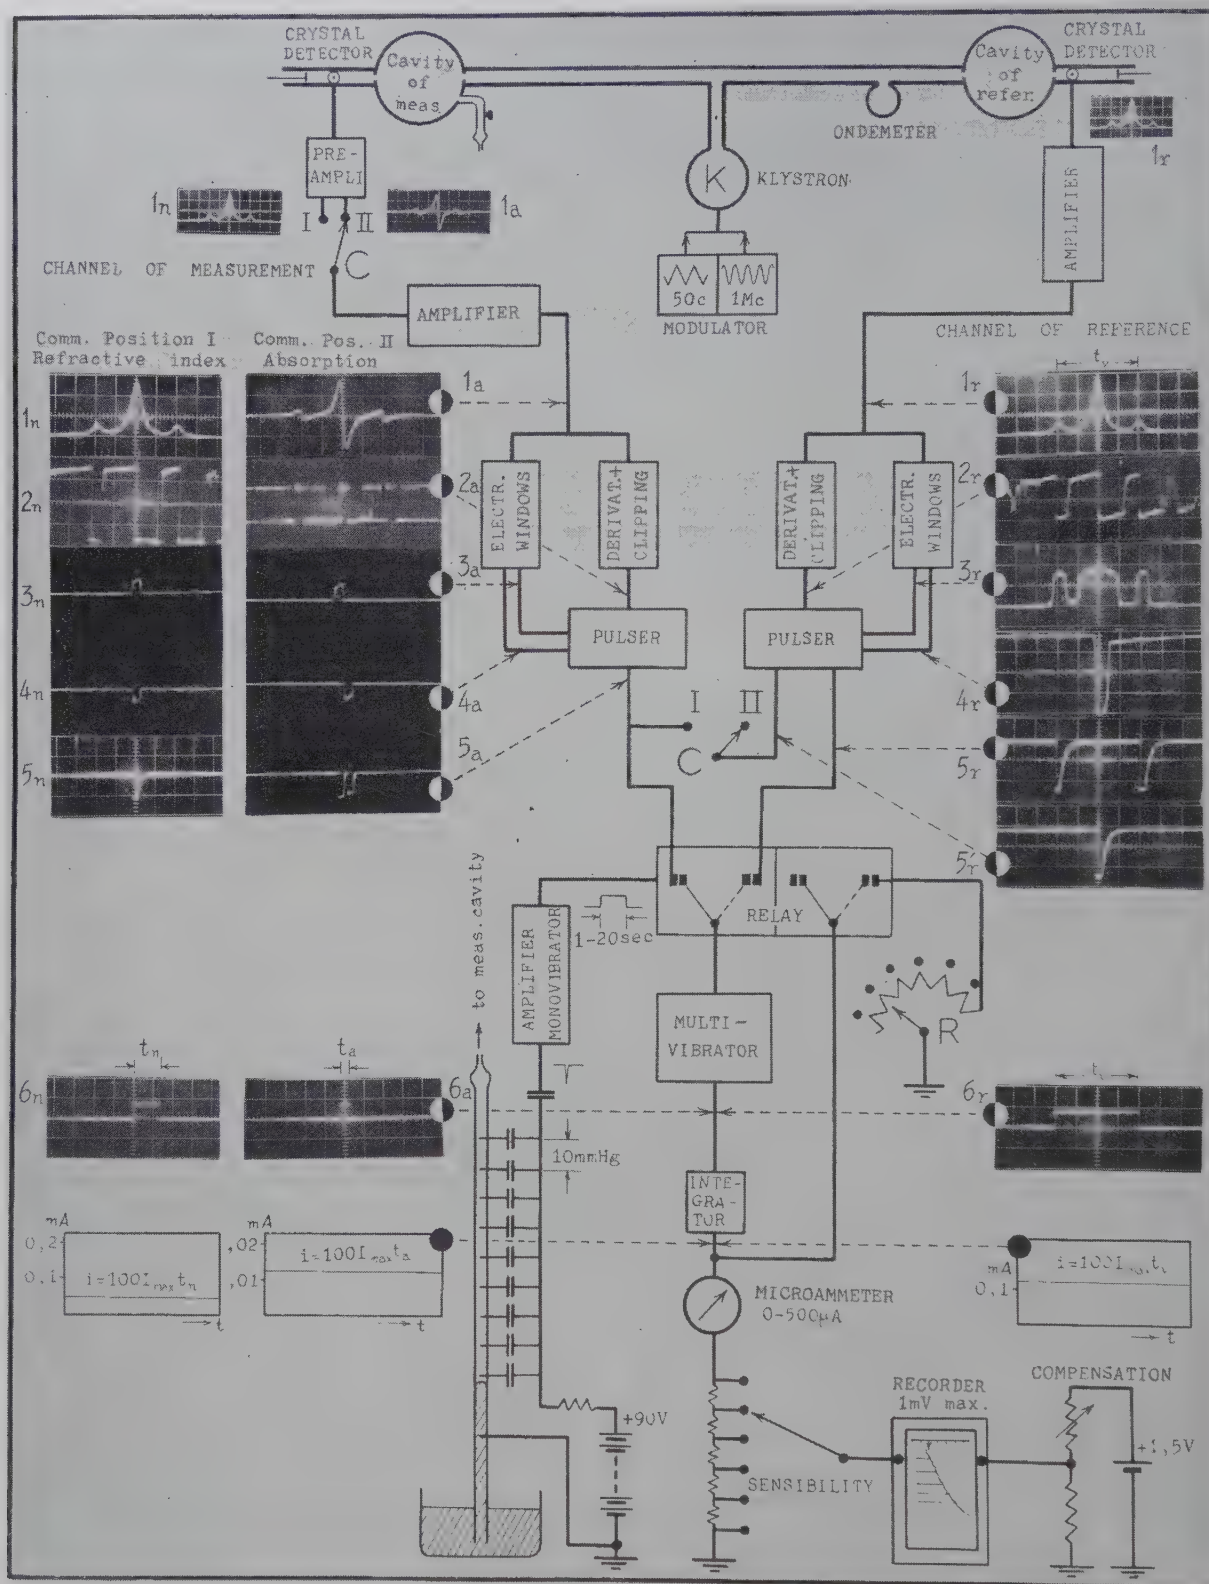 CRYSTAL
DETECTOR
Cavity
of
meas
Cavity
of
refer.
CRYSTAL
DETECTOR
ONDEMETER
1r
PRE-
AMPLI
K
KLYSTRON
1n
I
II
1a
C
CHANNEL OF MEASUREMENT
50c
1Mc
MODULATOR
AMPLIFIER
AMPLIFIER
CHANNEL OF REFERENCE
Comm. Position I
Refractive index
Comm. Pos. II
Absorption
1n
2n
3n
4n
5n
1a
2a
3a
4a
5a
ELECTR.
WINDOWS
DERIVAT.+
CLIPPING
DERIVAT.+
CLIPPING
ELECTR.
WINDOWS
1r
2r
3r
4r
5r
5'r
PULSER
PULSER
I
II
C
to meas.cavity
AMPLIFIER
MONOVIBRATOR
1-20sec
RELAY
MULTI-
VIBRATOR
R
tn
ta
6n
6a
6r
10mmHg
INTE-
GRA-
TOR
mA
0,2
0,1
i=100Imaxtn
t
mA
,02
,01
i=100Imaxta
t
mA
0,1
t
MICROAMMETER
0-500µA
+90V
SENSIBILITY
RECORDER
1mV max.
COMPENSATION
+1,5V